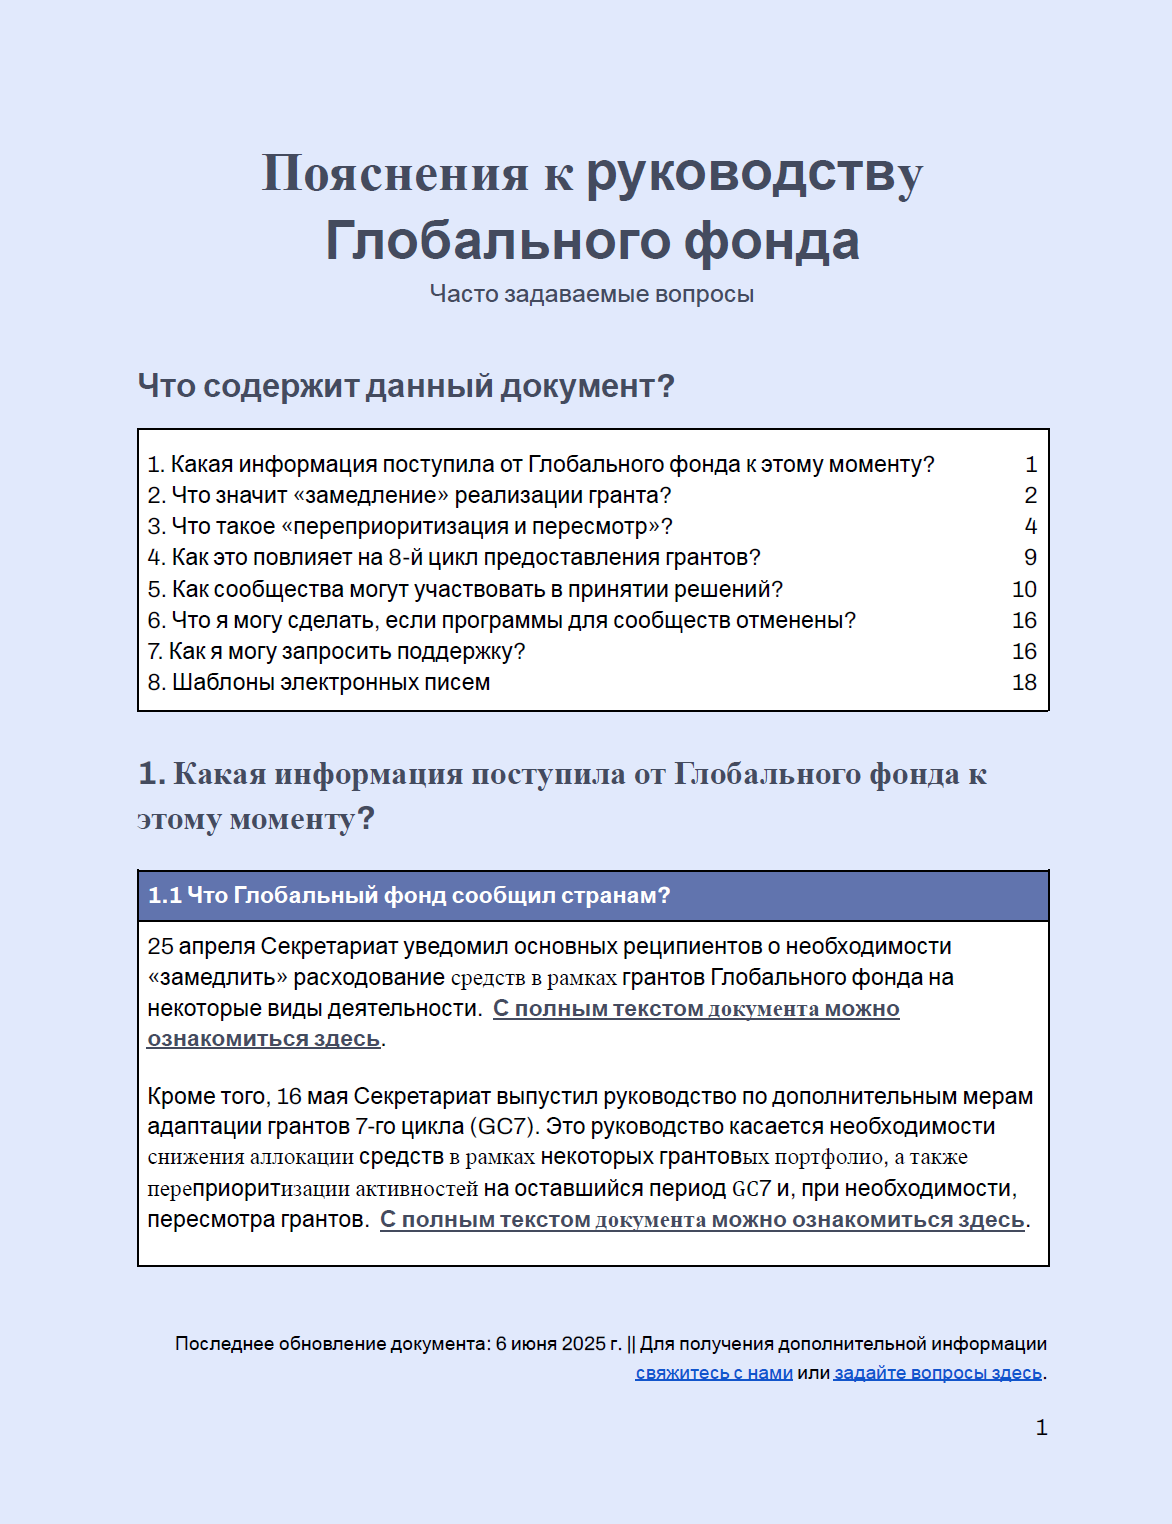 Пояснения к руководству
Глобального фонда
Часто задаваемые вопросы
Что содержит данный документ?
1. Какая информация поступила от Глобального фонда к этому моменту? 1
2. Что значит «замедление» реализации гранта? 2
3. Что такое «переприоритизация и пересмотр»? 4
4. Как это повлияет на 8-й цикл предоставления грантов? 9
5. Как сообщества могут участвовать в принятии решений? 10
6. Что я могу сделать, если программы для сообществ отменены? 16
7. Как я могу запросить поддержку? 16
8. Шаблоны электронных писем 18
1. Какая информация поступила от Глобального фонда к
этому моменту?
1.1 Что Глобальный фонд сообщил странам?
25 апреля Секретариат уведомил основных реципиентов о необходимости
«замедлить» расходование средств в рамках грантов Глобального фонда на
некоторые виды деятельности. С полным текстом документа можно
ознакомиться здесь.
Кроме того, 16 мая Секретариат выпустил руководство по дополнительным мерам
адаптации грантов 7-го цикла (GC7). Это руководство касается необходимости
снижения аллокации средств в рамках некоторых грантовых портфолио, а также
переприоритизации активностей на оставшийся период GC7 и, при необходимости,
пересмотра грантов. С полным текстом документа можно ознакомиться здесь.
Последнее обновление документа: 6 июня 2025 г. || Для получения дополнительной информации
свяжитесь с нами или задайте вопросы здесь.
1